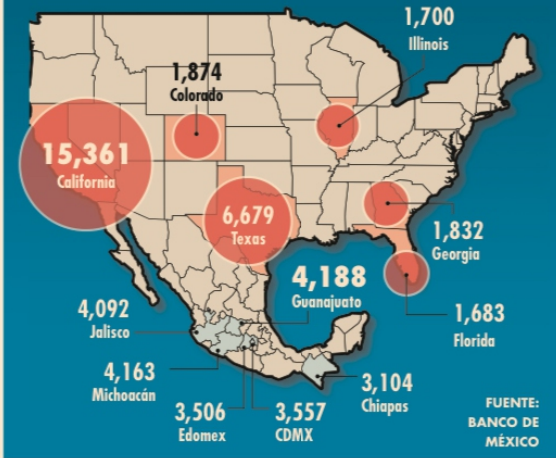 1,700
Illinois
1,874
Colorado
15,361
California
6,679
Texas
1,832
Georgia
4,188
Guanajuato
4,092
Jalisco
1,683
Florida
4,163
Michoacán
3,104
Chiapas
3,506
Edomex
3,557
CDMX
FUENTE:
BANCO DE
MÉXICO